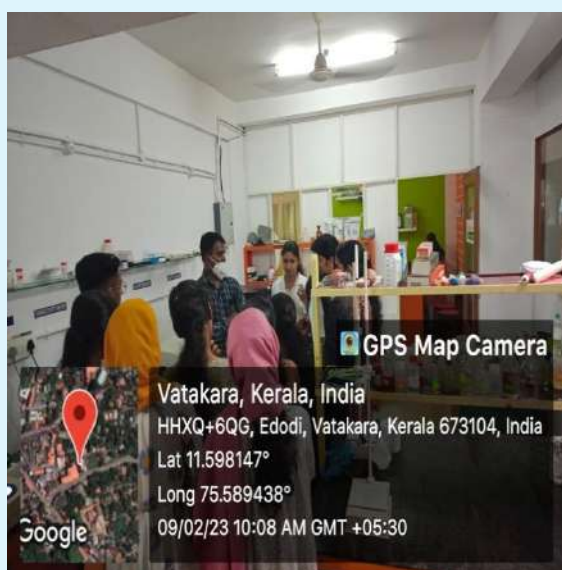 GPS Map Camera
Vatakara, Kerala, India
HHXQ+6QG, Edodi, Vatakara, Kerala 673104, India
Lat 11.598147°
Long 75.589438°
09/02/23 10:08 AM GMT +05:30
Google